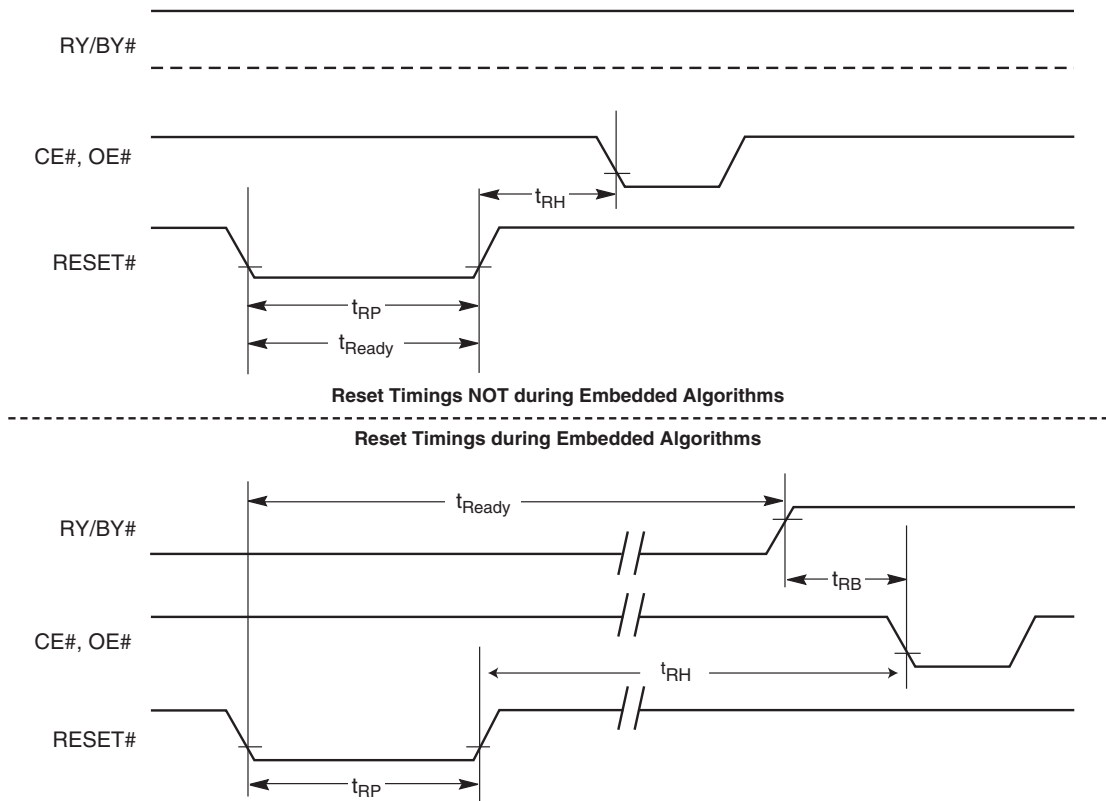 RY/BY#
CE#, OE#
tRH
RESET#
tRP
tReady
Reset Timings NOT during Embedded Algorithms
Reset Timings during Embedded Algorithms
tReady
RY/BY#
tRB
CE#, OE#
tRH
RESET#
tRP